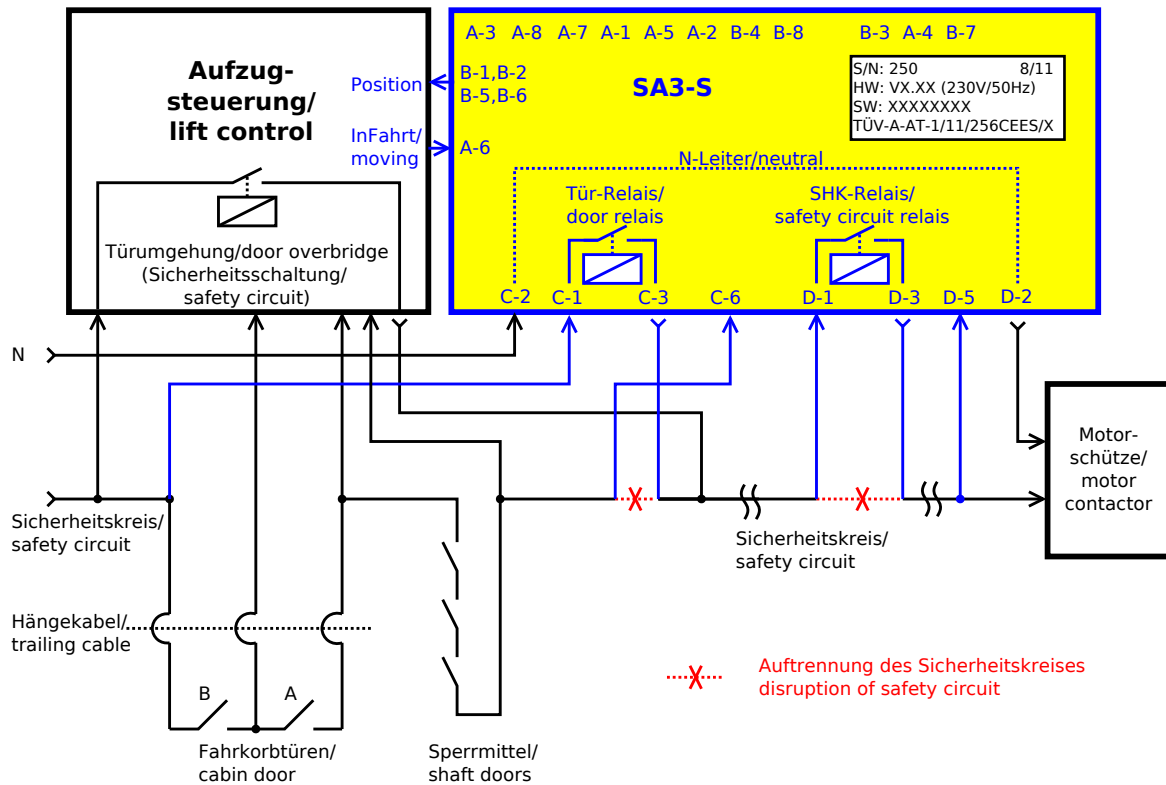 Aufzug-
steuerung/
lift control
Türumgehung/door overbridge
(Sicherheitsschaltung/
safety circuit)
Position
InFahrt/
moving
A-3 A-8 A-7 A-1 A-5 A-2 B-4 B-8 B-3 A-4 B-7
B-1,B-2
B-5,B-6
A-6
SA3-S
S/N: 250 8/11
HW: VX.XX (230V/50Hz)
SW: XXXXXXXX
TÜV-A-AT-1/11/256CEES/X
N-Leiter/neutral
Tür-Relais/
door relais
SHK-Relais/
safety circuit relais
C-2 C-1 C-3 C-6 D-1 D-3 D-5 D-2
N
Motor-
schütze/
motor
contactor
Sicherheitskreis/
safety circuit
Sicherheitskreis/
safety circuit
Hängekabel/
trailing cable
B A
Fahrkorbtüren/
cabin door
Sperrmittel/
shaft doors
Auftrennung des Sicherheitskreises
disruption of safety circuit